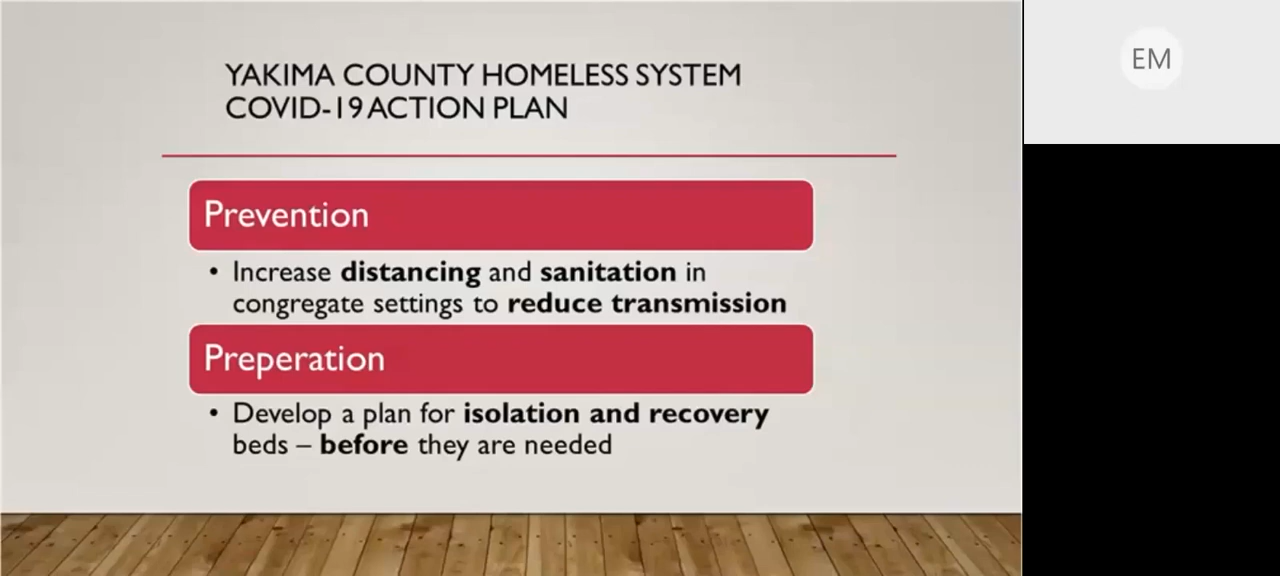 YAKIMA COUNTY HOMELESS SYSTEM
COVID-19 ACTION PLAN
Prevention
• Increase distancing and sanitation in
congregate settings to reduce transmission
Preperation
• Develop a plan for isolation and recovery
beds – before they are needed
EM